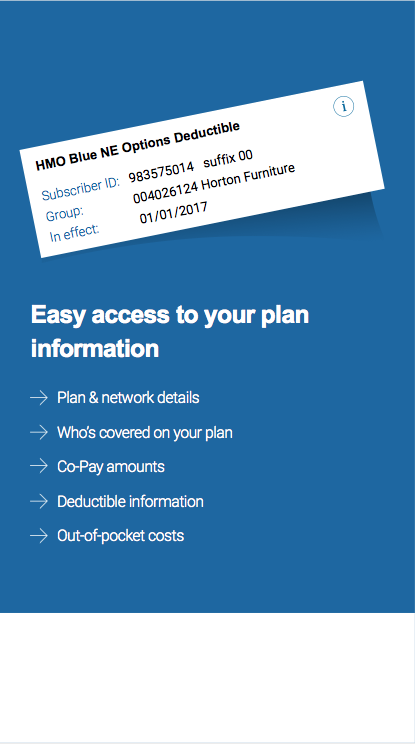 HMO Blue NE Options Deductible
i
Subscriber ID: 983575014 suffix 00
Group: 004026124 Horton Furniture
In effect: 01/01/2017
Easy access to your plan
information
Plan & network details
Who's covered on your plan
Co-Pay amounts
Deductible information
Out-of-pocket costs